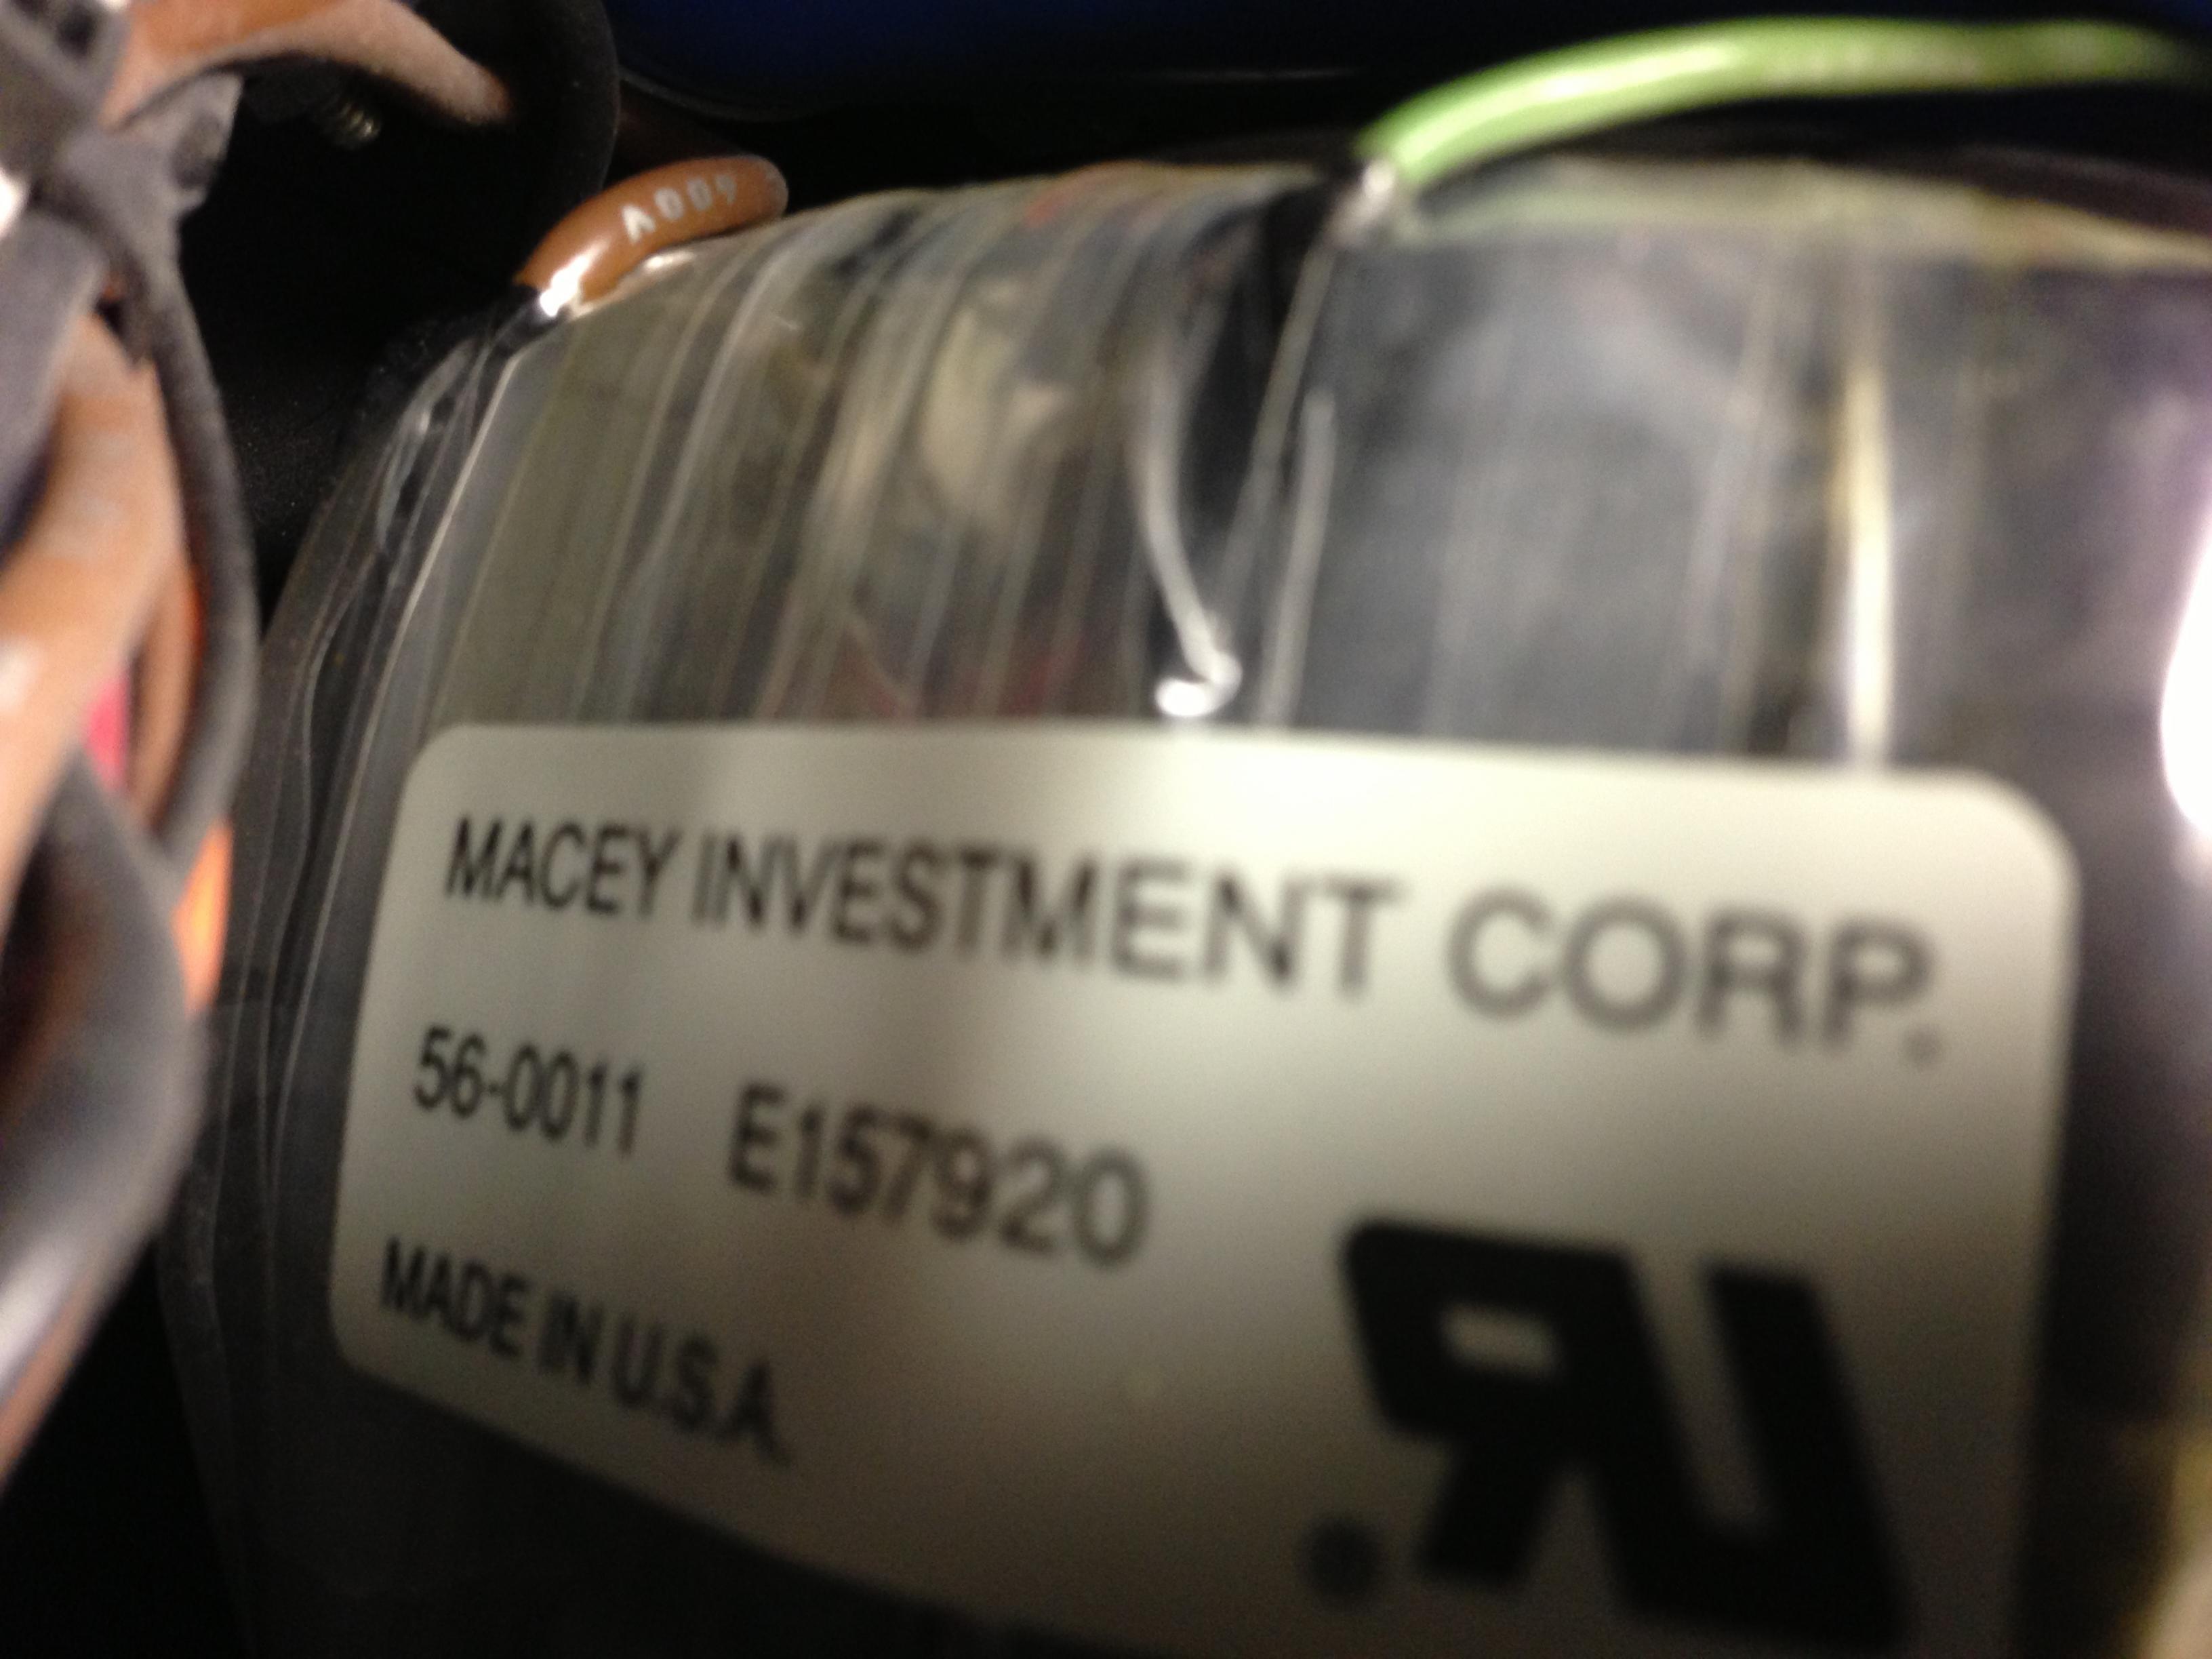 MACEY INVESTMENT CORP.
56-0011 E157920
MADE IN U.S.A